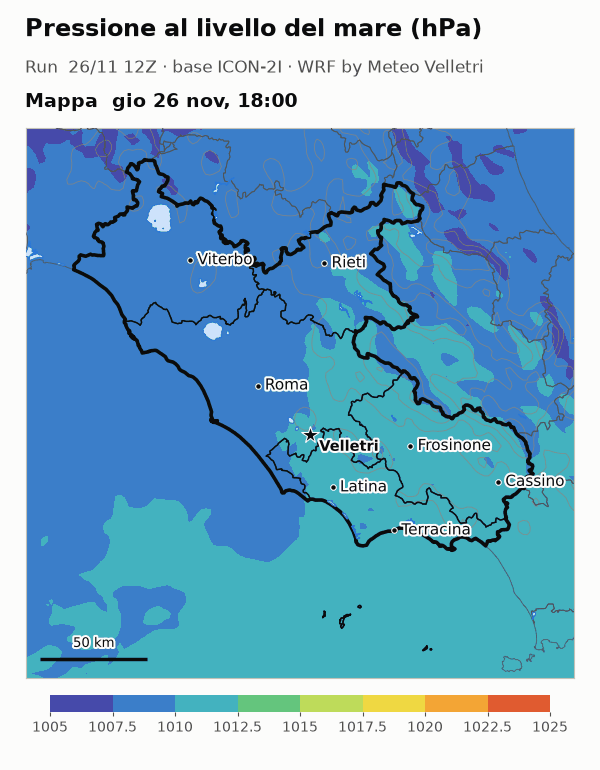 Pressione al livello del mare (hPa)
Run 26/11 12Z · base ICON-2I · WRF by Meteo Velletri
Mappa gio 26 nov, 18:00
Viterbo
Rieti
Roma
Velletri
Frosinone
Cassino
Latina
Terracina
50 km
1005 1007.5 1010 1012.5 1015 1017.5 1020 1022.5 1025